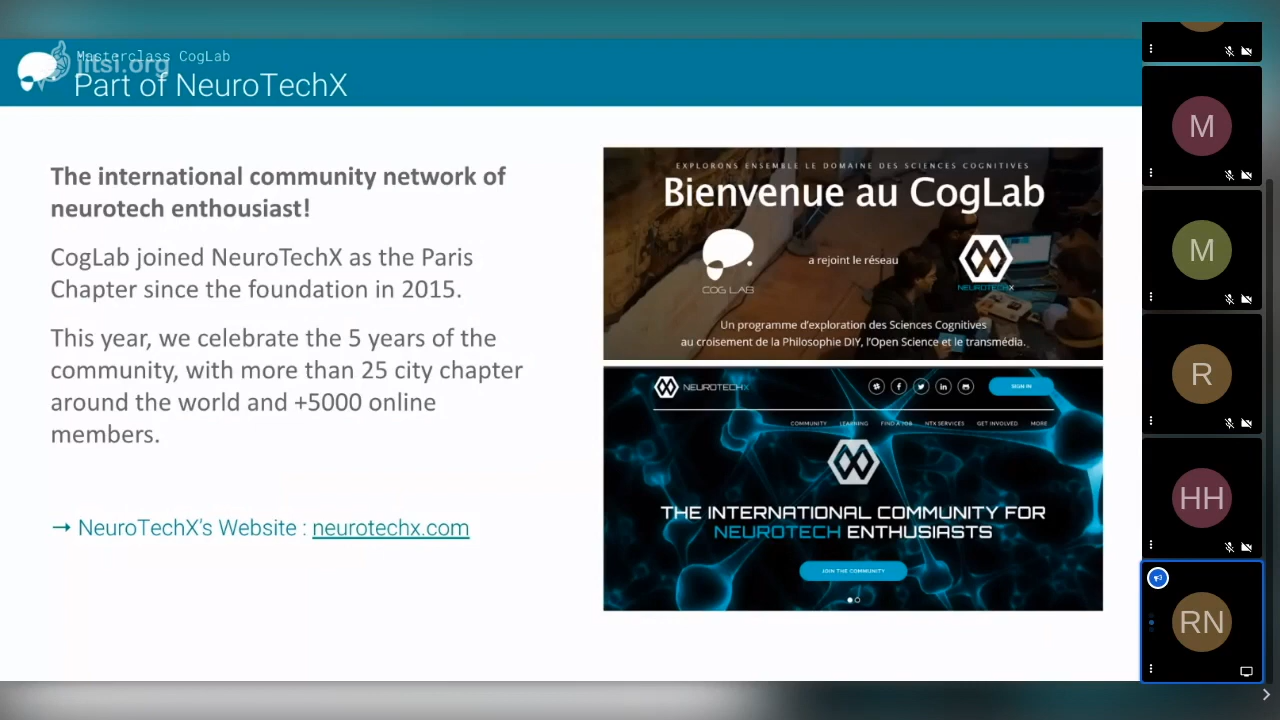 Masterclass CogLab
jitsi.org
Part of NeuroTechX
The international community network of
neurotech enthousiast!
CogLab joined NeuroTechX as the Paris
Chapter since the foundation in 2015.
This year, we celebrate the 5 years of the
community, with more than 25 city chapter
around the world and +5000 online
members.
→ NeuroTechX's Website : neurotechx.com
EXPLORONS ENSEMBLE LE DOMAINE DES SCIENCES COGNITIVES
Bienvenue au CogLab
a rejoint le réseau
COG LAB
NEUROTECHX
Un programme d'exploration des Sciences Cognitives
au croisement de la Philosophie DIY, l'Open Science et le transmédia.
NEUROTECHX
SIGN IN
COMMUNITY LEARNING FIND A JOB NTX SERVICES GET INVOLVED MORE
THE INTERNATIONAL COMMUNITY FOR
NEUROTECH ENTHUSIASTS
JOIN THE COMMUNITY
M
M
R
HH
RN